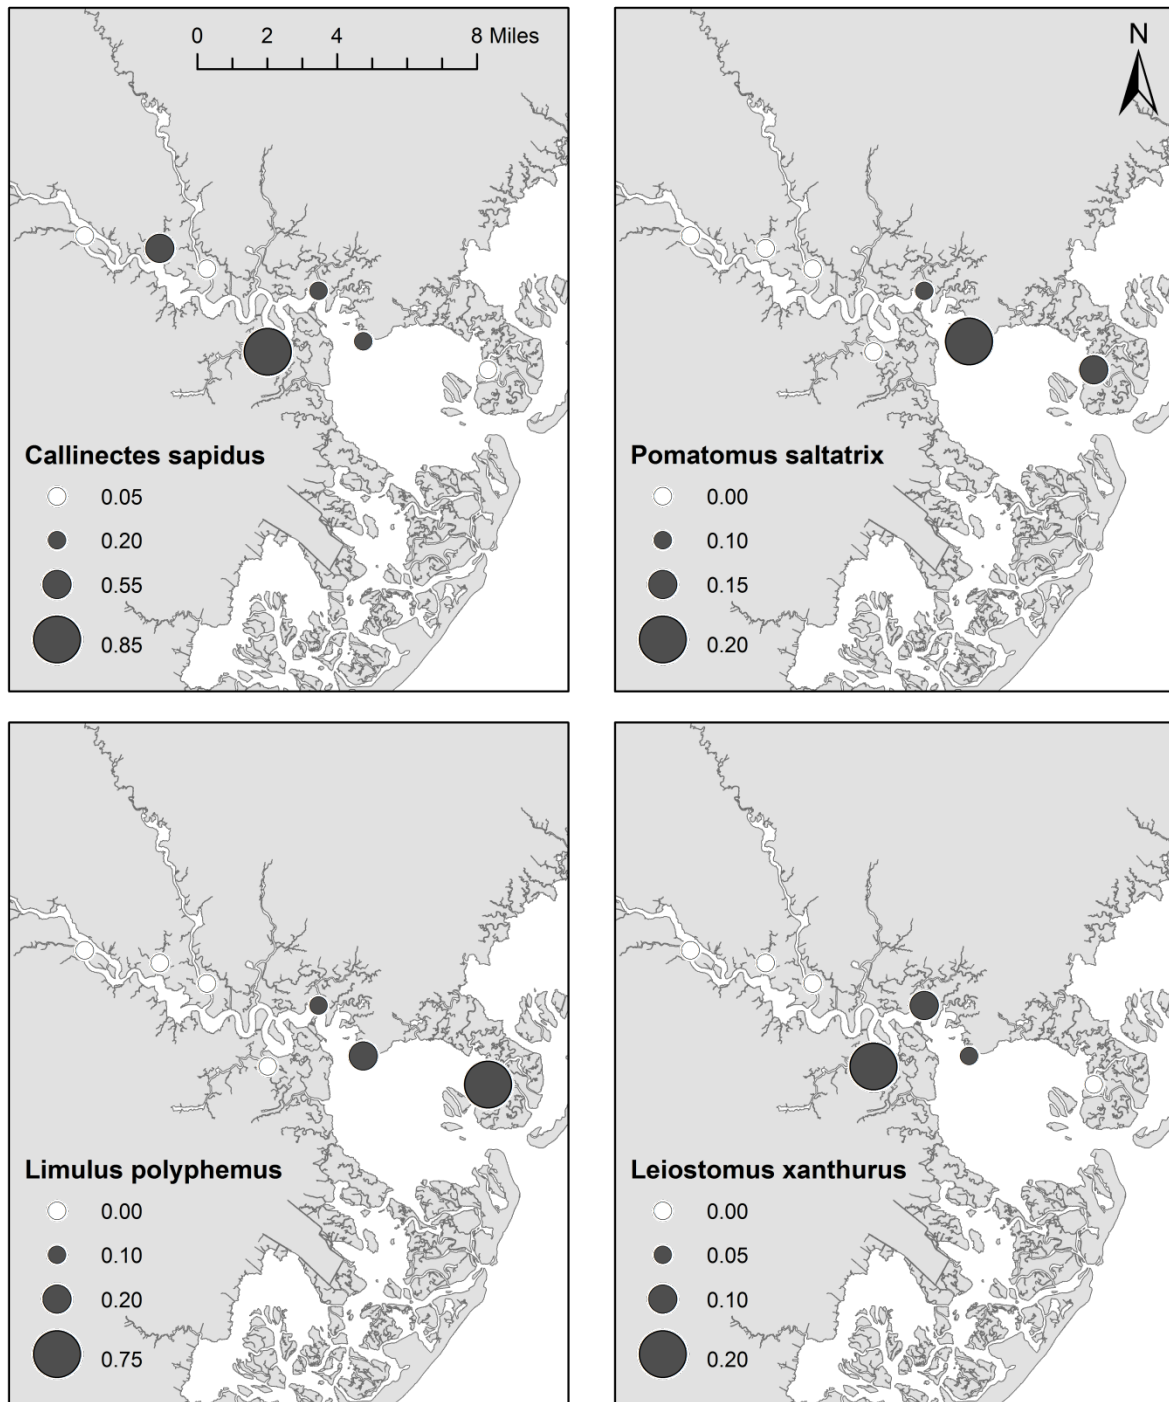 0 2 4 8 Miles
N
Callinectes sapidus
0.05
0.20
0.55
0.85
Pomatomus saltatrix
0.00
0.10
0.15
0.20
Limulus polyphemus
0.00
0.10
0.20
0.75
Leiostomus xanthurus
0.00
0.05
0.10
0.20